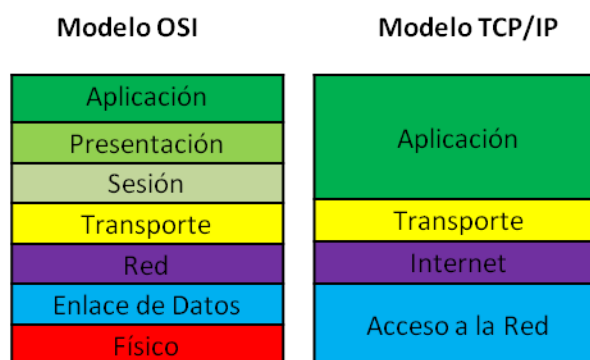 Modelo OSI
Aplicación
Presentación
Sesión
Transporte
Red
Enlace de Datos
Físico
Modelo TCP/IP
Aplicación
Transporte
Internet
Acceso a la Red